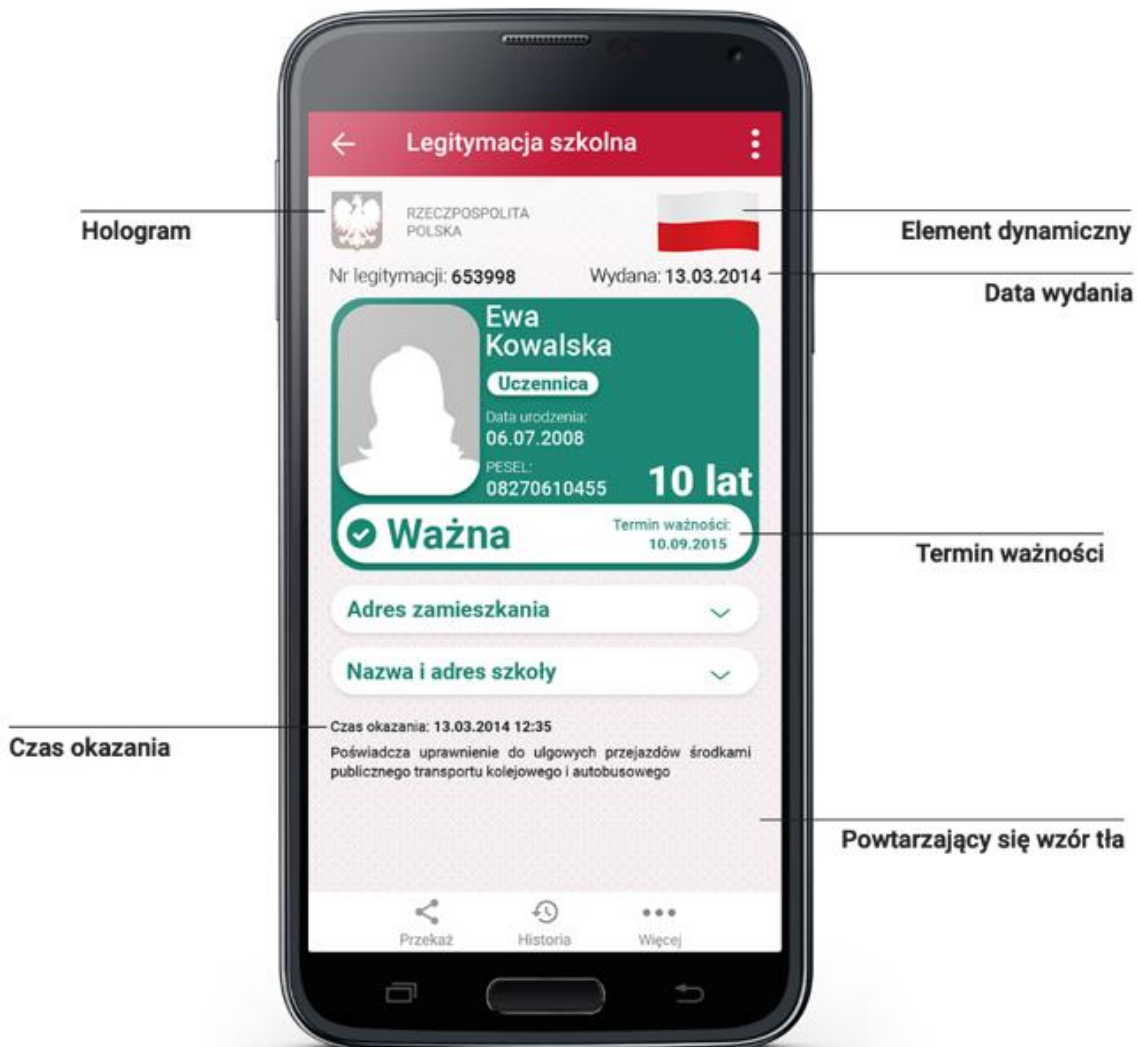 Legitymacja szkolna
RZECZPOSPOLITA
POLSKA
Hologram
Element dynamiczny
Nr legitymacji: 653998 Wydana: 13.03.2014
Data wydania
Ewa
Kowalska
Uczennica
Data urodzenia:
06.07.2008
PESEL:
08270610455
10 lat
Ważna
Termin ważności:
10.09.2015
Termin ważności
Adres zamieszkania
Nazwa i adres szkoły
Czas okazania: 13.03.2014 12:35
Czas okazania
Poświadcza uprawnienie do ulgowych przejazdów środkami
publicznego transportu kolejowego i autobusowego
Powtarzający się wzór tła
Przekaż Historia Więcej